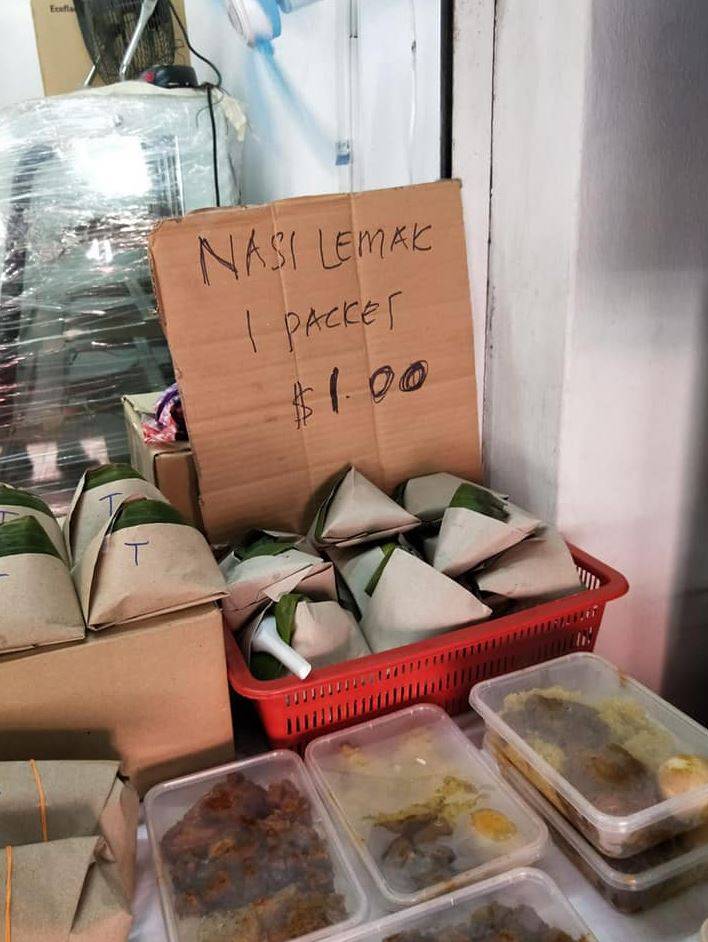 NASI LEMAK
1 PACKET
$1.00
T
T